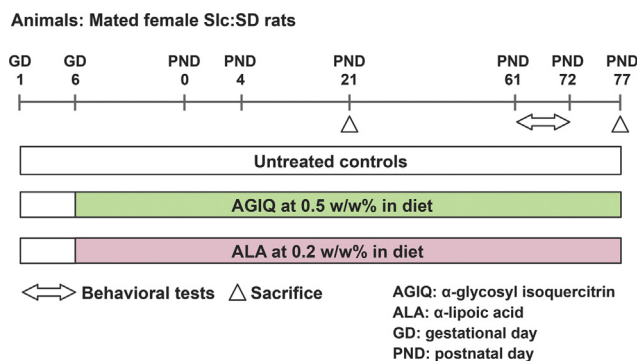 Animals: Mated female Slc:SD rats
GD GD PND PND PND PND PND PND
1 6 0 4 21 61 72 77
Untreated controls
AGIQ at 0.5 w/w% in diet
ALA at 0.2 w/w% in diet
Behavioral tests Sacrifice
AGIQ: α-glycosyl isoquercitrin
ALA: α-lipoic acid
GD: gestational day
PND: postnatal day